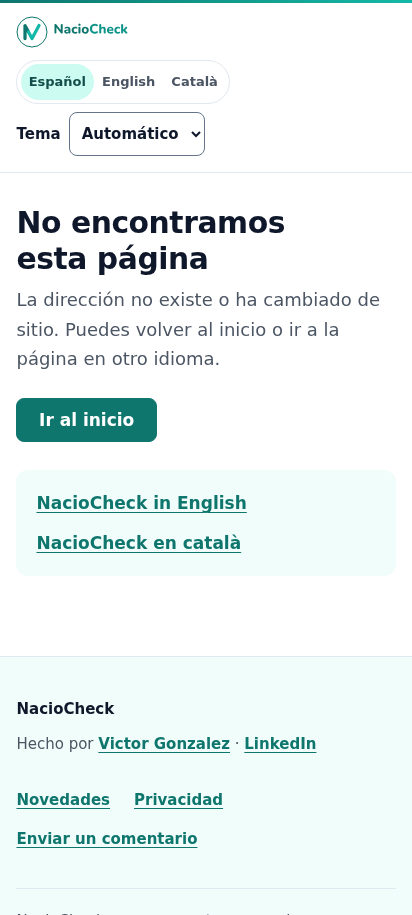 NacioCheck
Español English Català
Tema Automático
No encontramos
esta página
La dirección no existe o ha cambiado de
sitio. Puedes volver al inicio o ir a la
página en otro idioma.
Ir al inicio
NacioCheck in English
NacioCheck en català
NacioCheck
Hecho por Victor Gonzalez · LinkedIn
Novedades Privacidad
Enviar un comentario